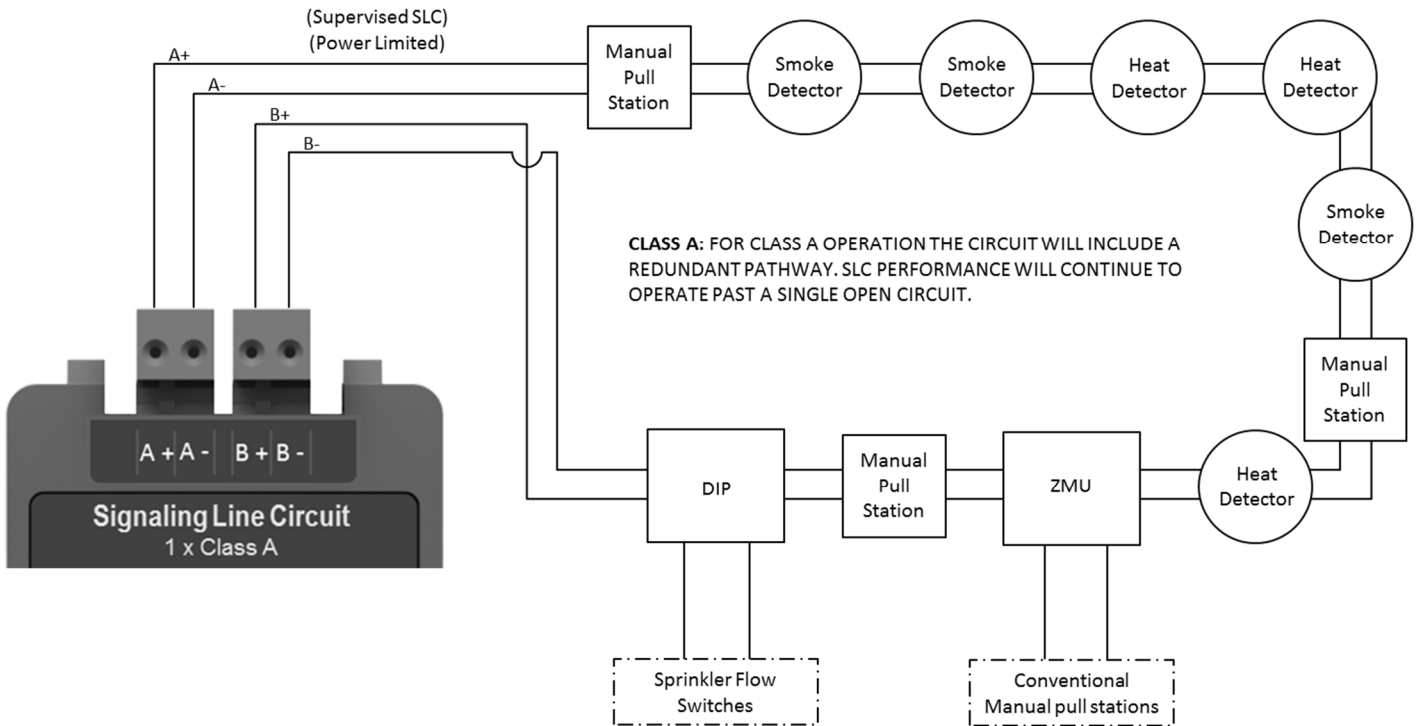 (Supervised SLC)
(Power Limited)
A+
A-
B+
B-
Manual
Pull
Station
Smoke
Detector
Smoke
Detector
Heat
Detector
Heat
Detector
Smoke
Detector
CLASS A: FOR CLASS A OPERATION THE CIRCUIT WILL INCLUDE A
REDUNDANT PATHWAY. SLC PERFORMANCE WILL CONTINUE TO
OPERATE PAST A SINGLE OPEN CIRCUIT.
Manual
Pull
Station
A + A - B + B -
Signaling Line Circuit
1 x Class A
DIP
Manual
Pull
Station
ZMU
Heat
Detector
Sprinkler Flow
Switches
Conventional
Manual pull stations